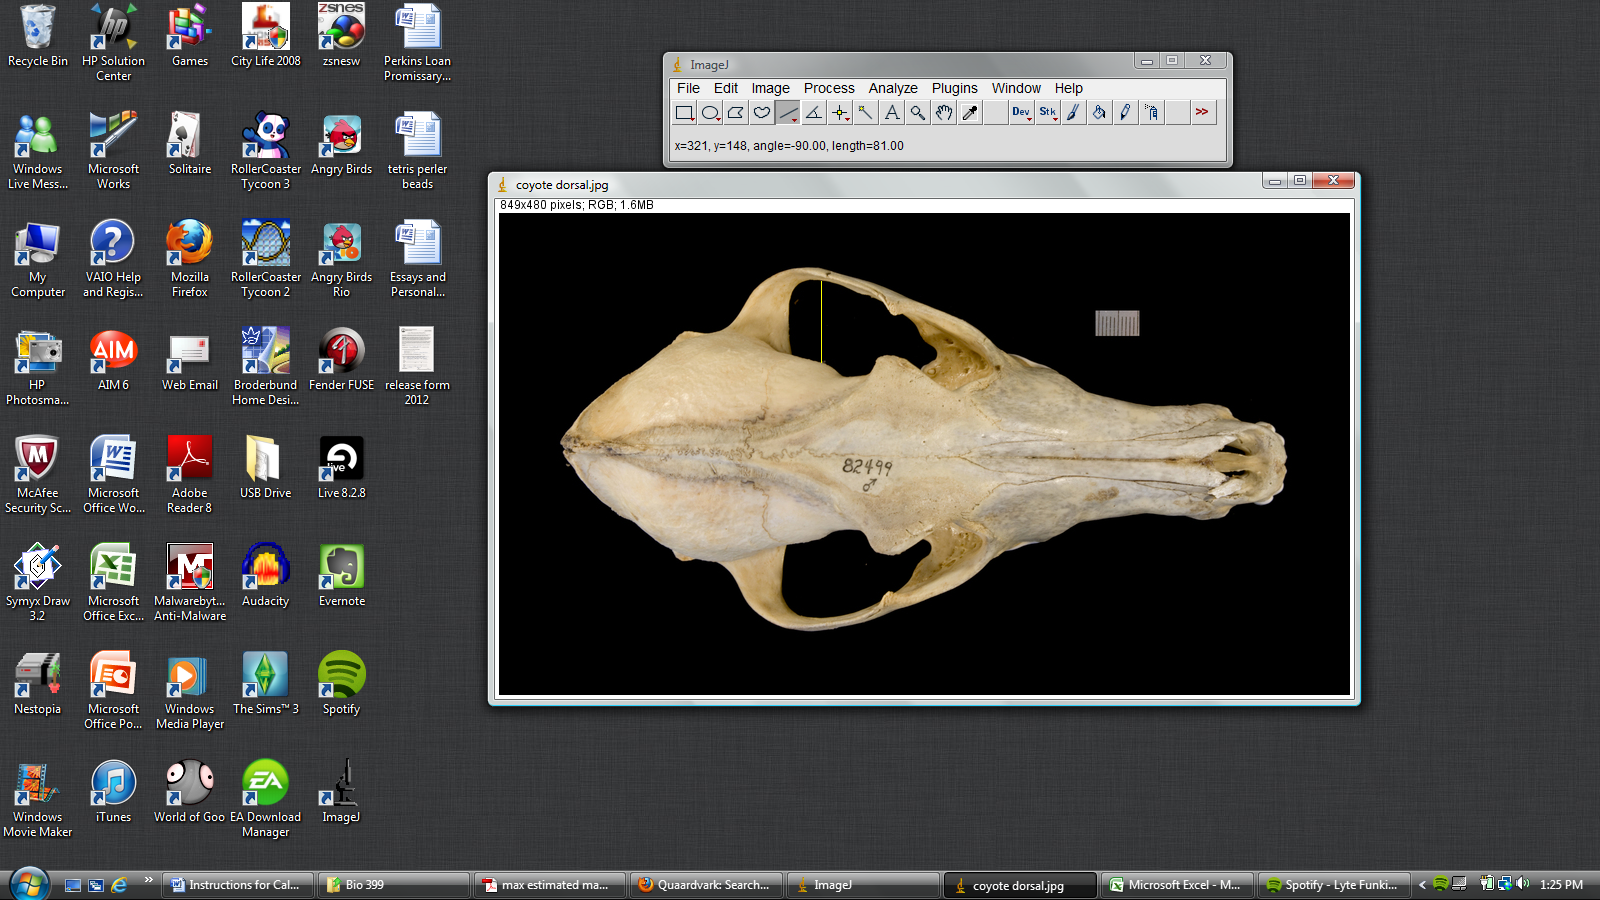 Recycle Bin
HP Solution
Center
Games
City Life 2008
zsnes
zsnesw
Perkins Loan
Promissary...
Windows
Live Mess...
Microsoft
Works
Solitaire
RollerCoaster
Tycoon 3
Angry Birds
tetris perler
beads
My
Computer
VAIO Help
and Regis...
Mozilla
Firefox
RollerCoaster
Tycoon 2
Angry Birds
Rio
Essays and
Personal...
HP
Photosma...
AIM
AIM 6
Web Email
Broderbund
Home Desi...
Fender FUSE
release form
2012
McAfee
Security Sc...
Microsoft
Office Wo...
Adobe
Reader 8
USB Drive
live
Live 8.2.8
Symyx Draw
3.2
Microsoft
Office Exc...
Malwarebyt...
Anti-Malware
Audacity
Evernote
Nestopia
Microsoft
Office Po...
Windows
Media Player
The Sims™ 3
Spotify
Windows
Movie Maker
iTunes
World of Goo
EA
EA Download
Manager
ImageJ
ImageJ
File Edit Image Process Analyze Plugins Window Help
A Dev Stk >>
x=321, y=148, angle=-90.00, length=81.00
coyote dorsal.jpg
849x480 pixels; RGB; 1.6MB
82499
♂
Instructions for Cal...
Bio 399
max estimated ma...
Quaardvark: Search...
ImageJ
coyote dorsal.jpg
Microsoft Excel - M...
Spotify - Lyte Funki...
1:25 PM